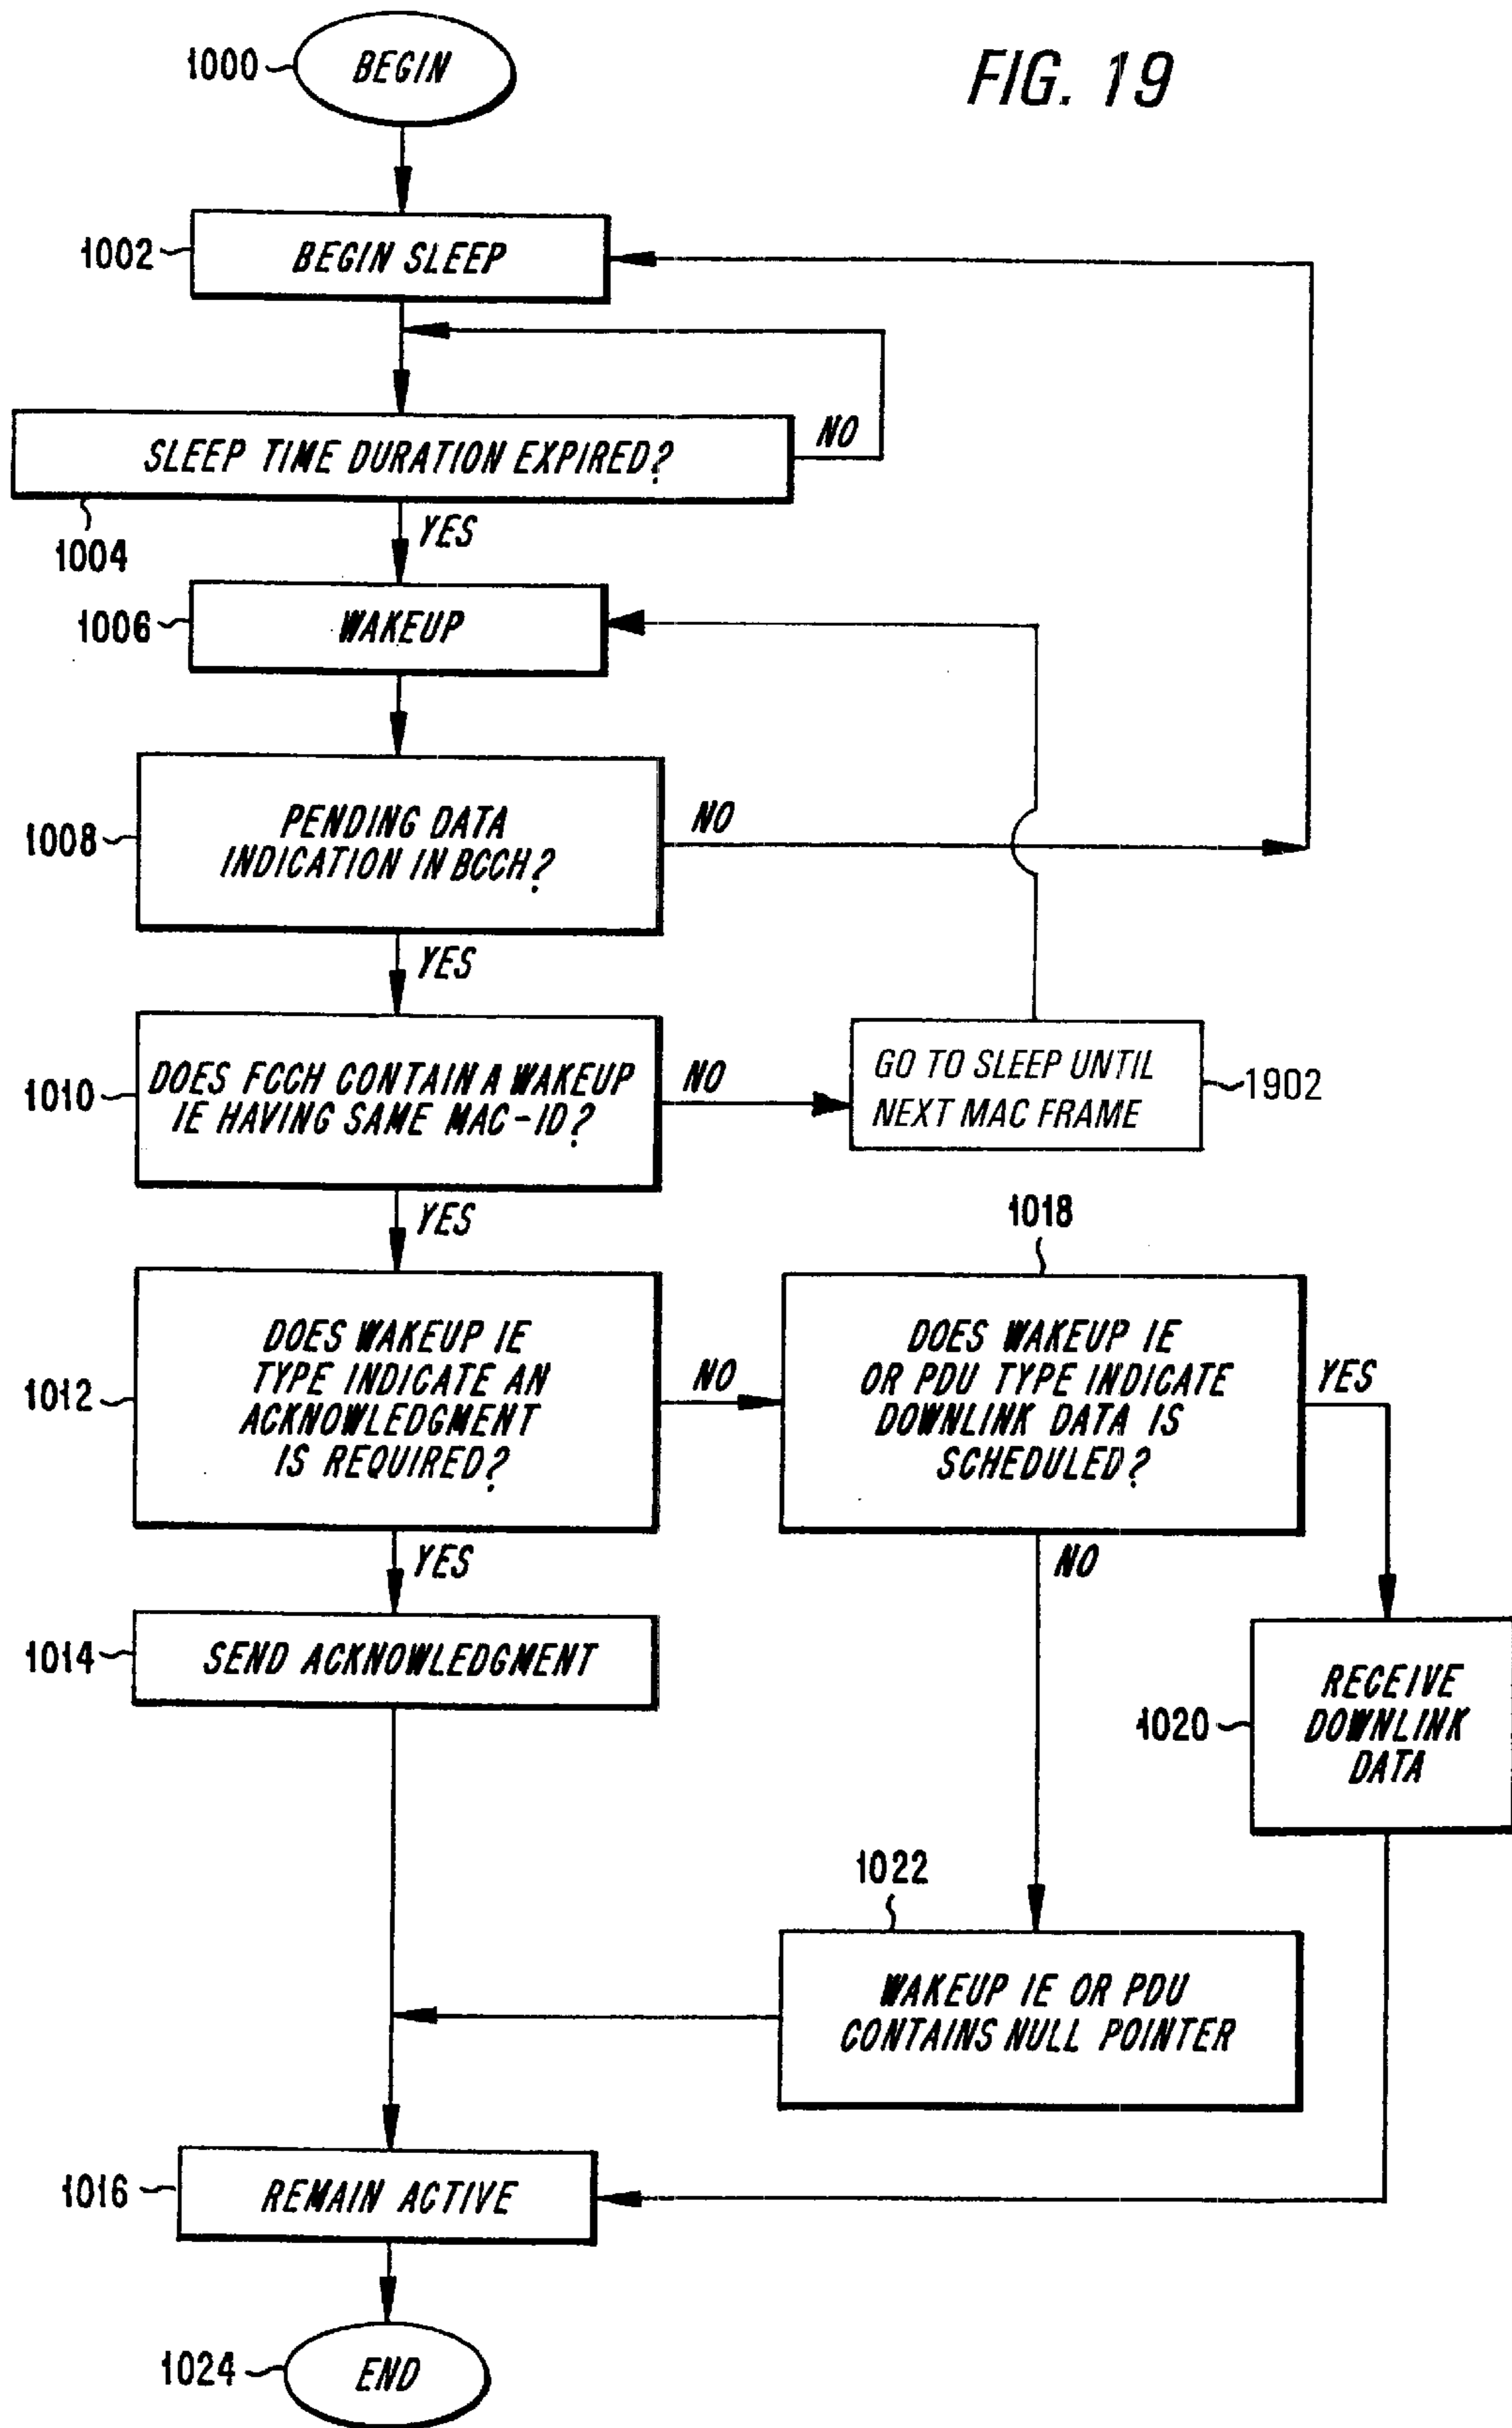 FIG. 19
1000
BEGIN
1002
BEGIN SLEEP
SLEEP TIME DURATION EXPIRED?
NO
1004
YES
1006
WAKEUP
1008
PENDING DATA
INDICATION IN BCCH?
NO
YES
1010
DOES FCCH CONTAIN A WAKEUP
IE HAVING SAME MAC-ID?
NO
GO TO SLEEP UNTIL
NEXT MAC FRAME
1902
YES
1012
DOES WAKEUP IE
TYPE INDICATE AN
ACKNOWLEDGMENT
IS REQUIRED?
NO
1018
DOES WAKEUP IE
OR PDU TYPE INDICATE
DOWNLINK DATA IS
SCHEDULED?
YES
YES
NO
1014
SEND ACKNOWLEDGMENT
1020
RECEIVE
DOWNLINK
DATA
1022
WAKEUP IE OR PDU
CONTAINS NULL POINTER
1016
REMAIN ACTIVE
1024
END